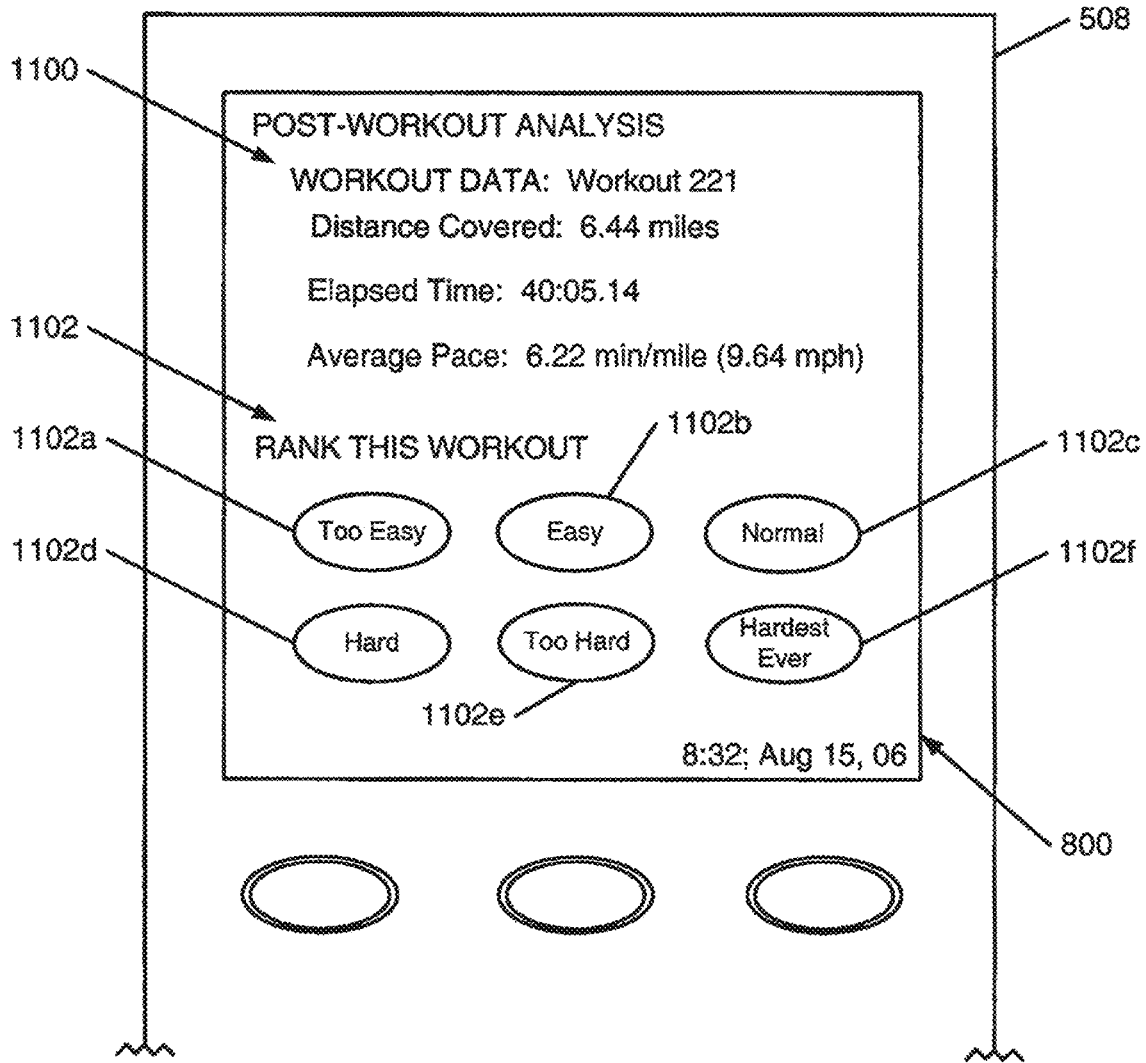 508
1100
POST-WORKOUT ANALYSIS
WORKOUT DATA: Workout 221
Distance Covered: 6.44 miles
Elapsed Time: 40:05.14
1102
Average Pace: 6.22 min/mile (9.64 mph)
1102b
1102a
RANK THIS WORKOUT
1102c
Too Easy Easy Normal
1102d
1102f
Hard Too Hard Hardest Ever
1102e
8:32; Aug 15, 06
800